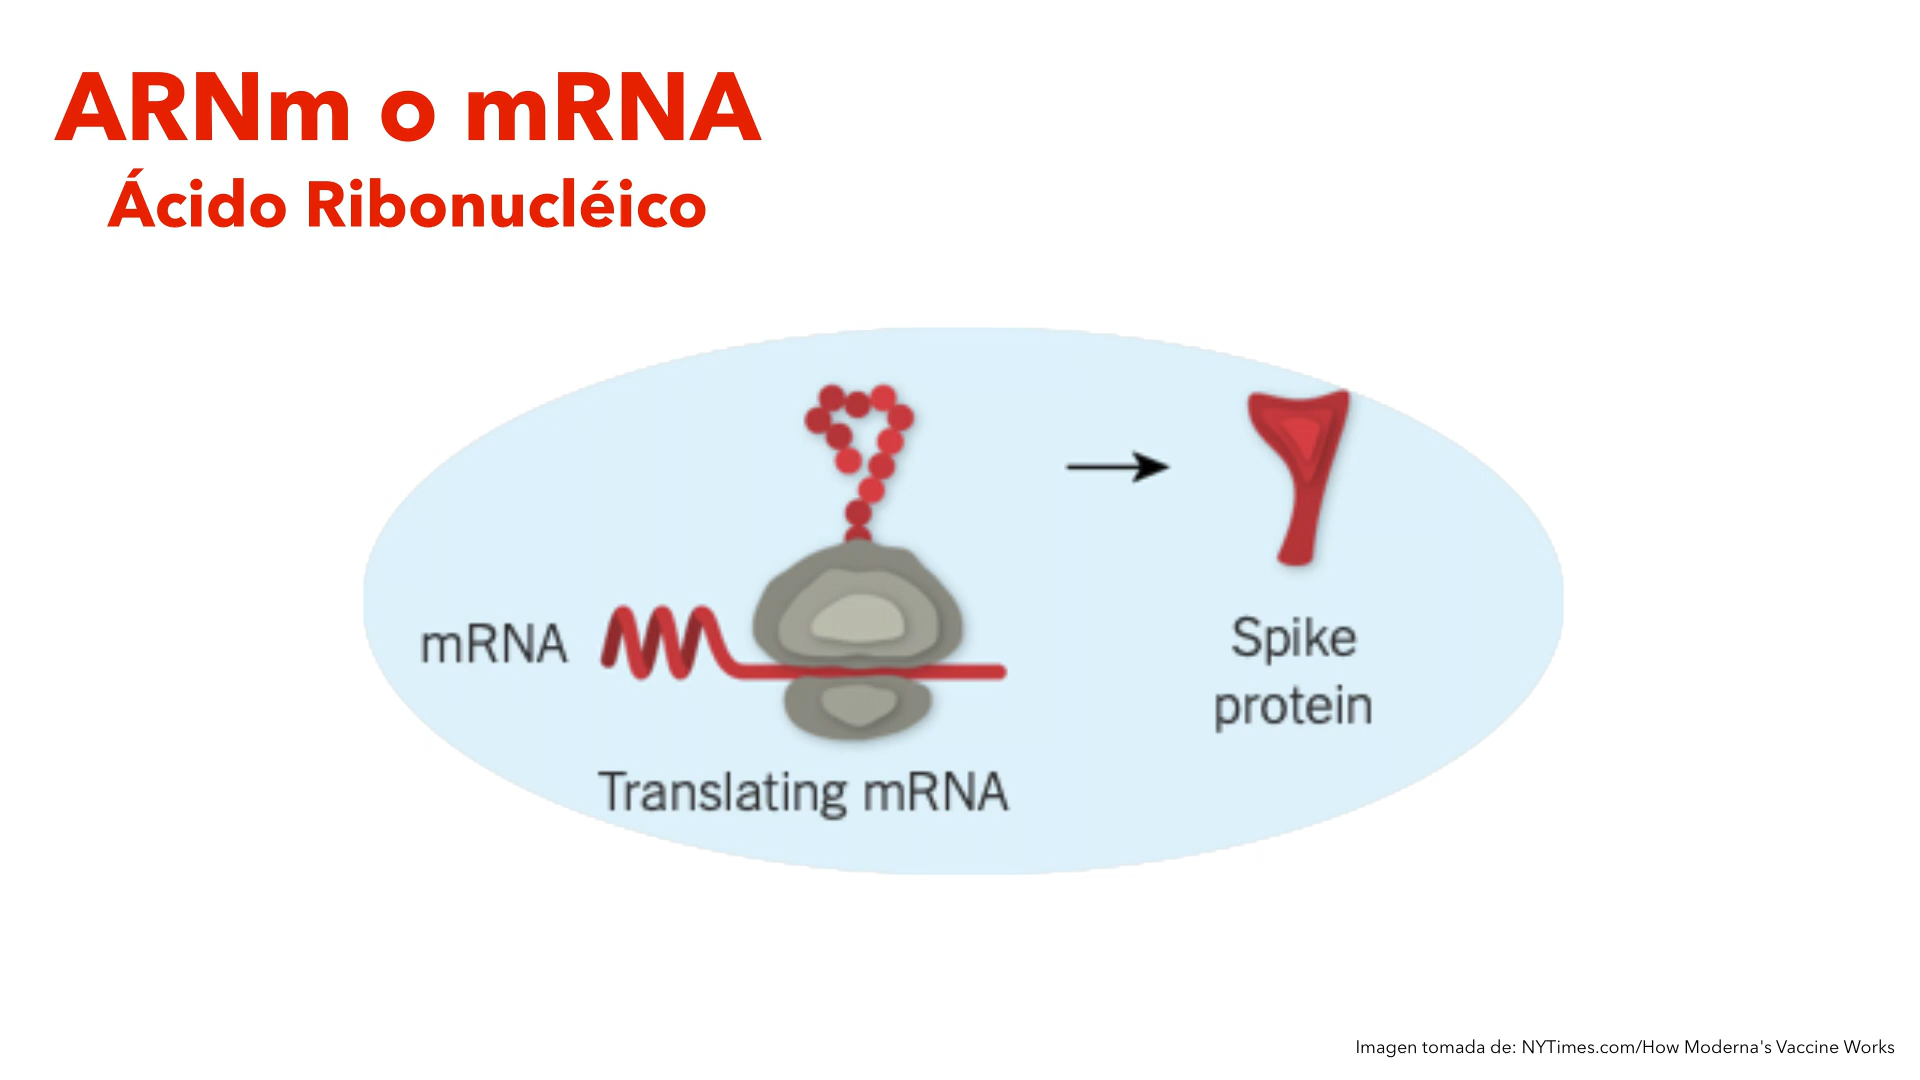 ARNm o mRNA
Ácido Ribonucléico
mRNA
Translating mRNA
Spike
protein
Imagen tomada de: NYTimes.com/How Moderna's Vaccine Works